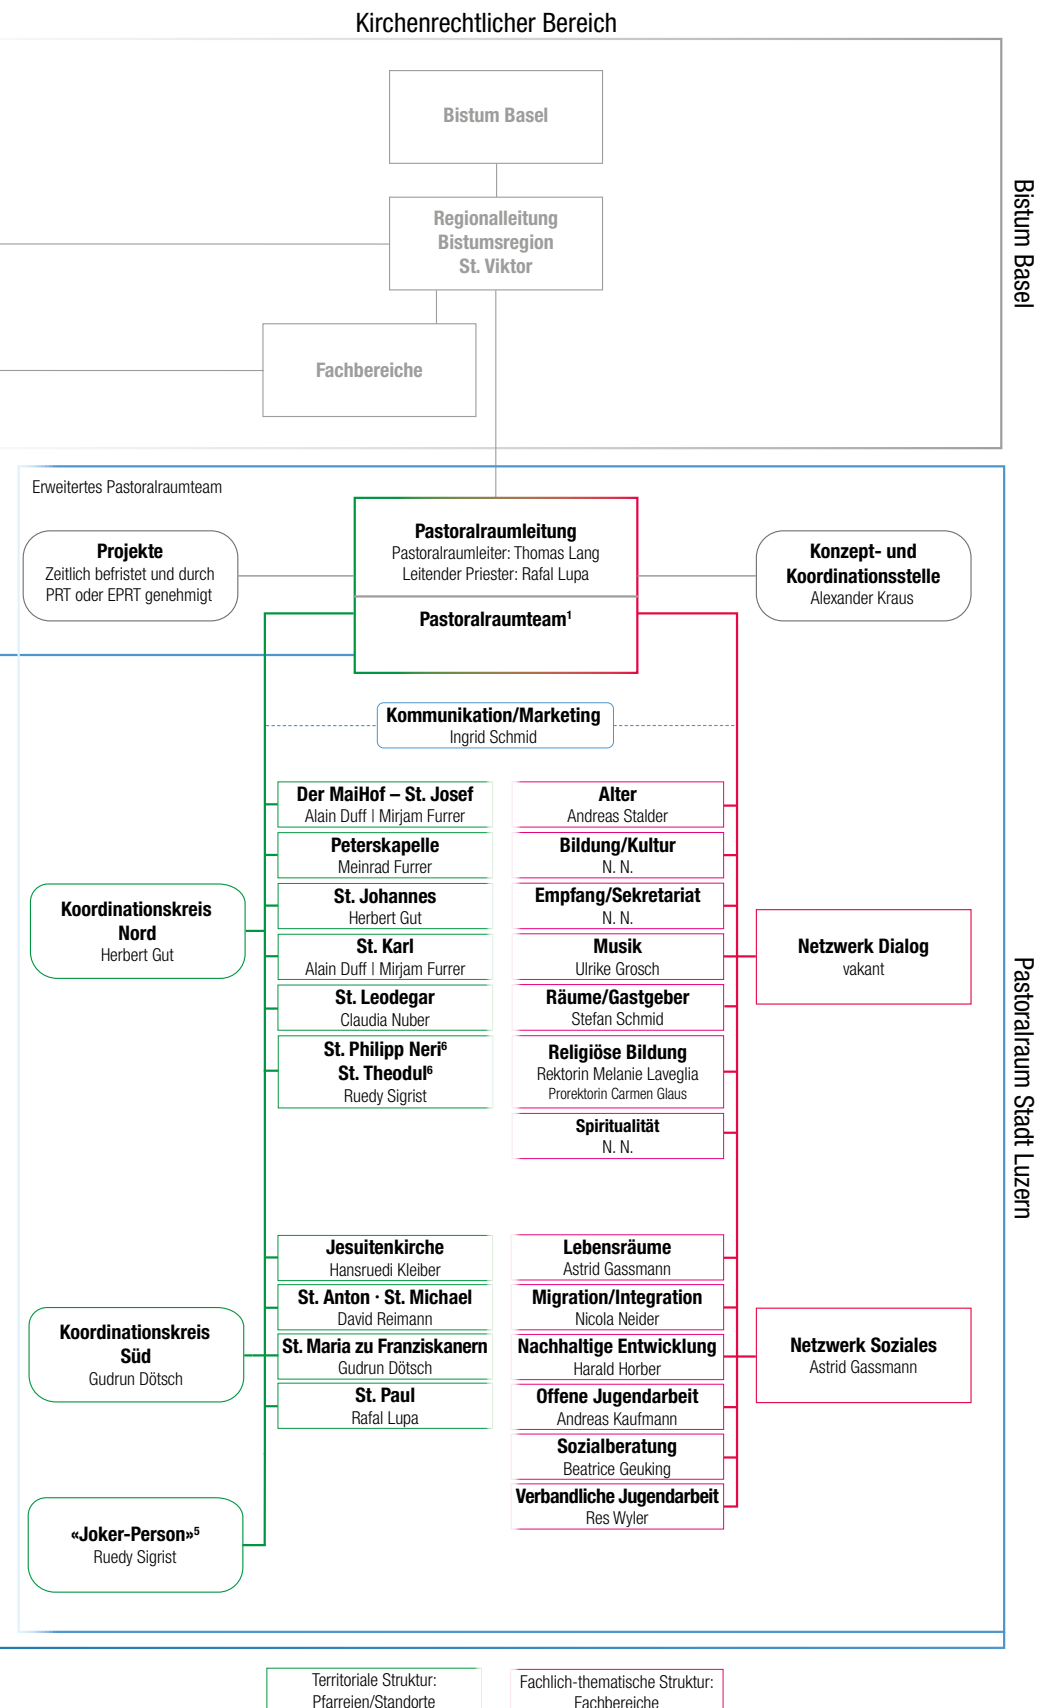 Kirchenrechtlicher Bereich
Bistum Basel
Regionalleitung
Bistumsregion
St. Viktor
Fachbereiche
Bistum Basel
Erweitertes Pastoralraumteam
Pastoralraumleitung
Pastoralraumleiter: Thomas Lang
Leitender Priester: Rafal Lupa
Pastoralraumteam¹
Projekte
Zeitlich befristet und durch
PRT oder EPRT genehmigt
Konzept- und
Koordinationsstelle
Alexander Kraus
Kommunikation/Marketing
Ingrid Schmid
Der MaiHof – St. Josef
Alain Duff | Mirjam Furrer
Peterskapelle
Meinrad Furrer
St. Johannes
Herbert Gut
St. Karl
Alain Duff | Mirjam Furrer
St. Leodegar
Claudia Nuber
St. Philipp Neri⁶
St. Theodul⁶
Ruedy Sigrist
Alter
Andreas Stalder
Bildung/Kultur
N. N.
Empfang/Sekretariat
N. N.
Musik
Ulrike Grosch
Räume/Gastgeber
Stefan Schmid
Religiöse Bildung
Rektorin Melanie Laveglia
Prorektorin Carmen Glaus
Spiritualität
N. N.
Koordinationskreis
Nord
Herbert Gut
Netzwerk Dialog
vakant
Pastoralraum Stadt Luzern
Jesuitenkirche
Hansruedi Kleiber
St. Anton · St. Michael
David Reimann
St. Maria zu Franziskanern
Gudrun Dötsch
St. Paul
Rafal Lupa
Lebensräume
Astrid Gassmann
Migration/Integration
Nicola Neider
Nachhaltige Entwicklung
Harald Horber
Offene Jugendarbeit
Andreas Kaufmann
Sozialberatung
Beatrice Geuking
Verbandliche Jugendarbeit
Res Wyler
Koordinationskreis
Süd
Gudrun Dötsch
Netzwerk Soziales
Astrid Gassmann
«Joker-Person»⁵
Ruedy Sigrist
Territoriale Struktur:
Pfarreien/Standorte
Fachlich-thematische Struktur:
Fachbereiche